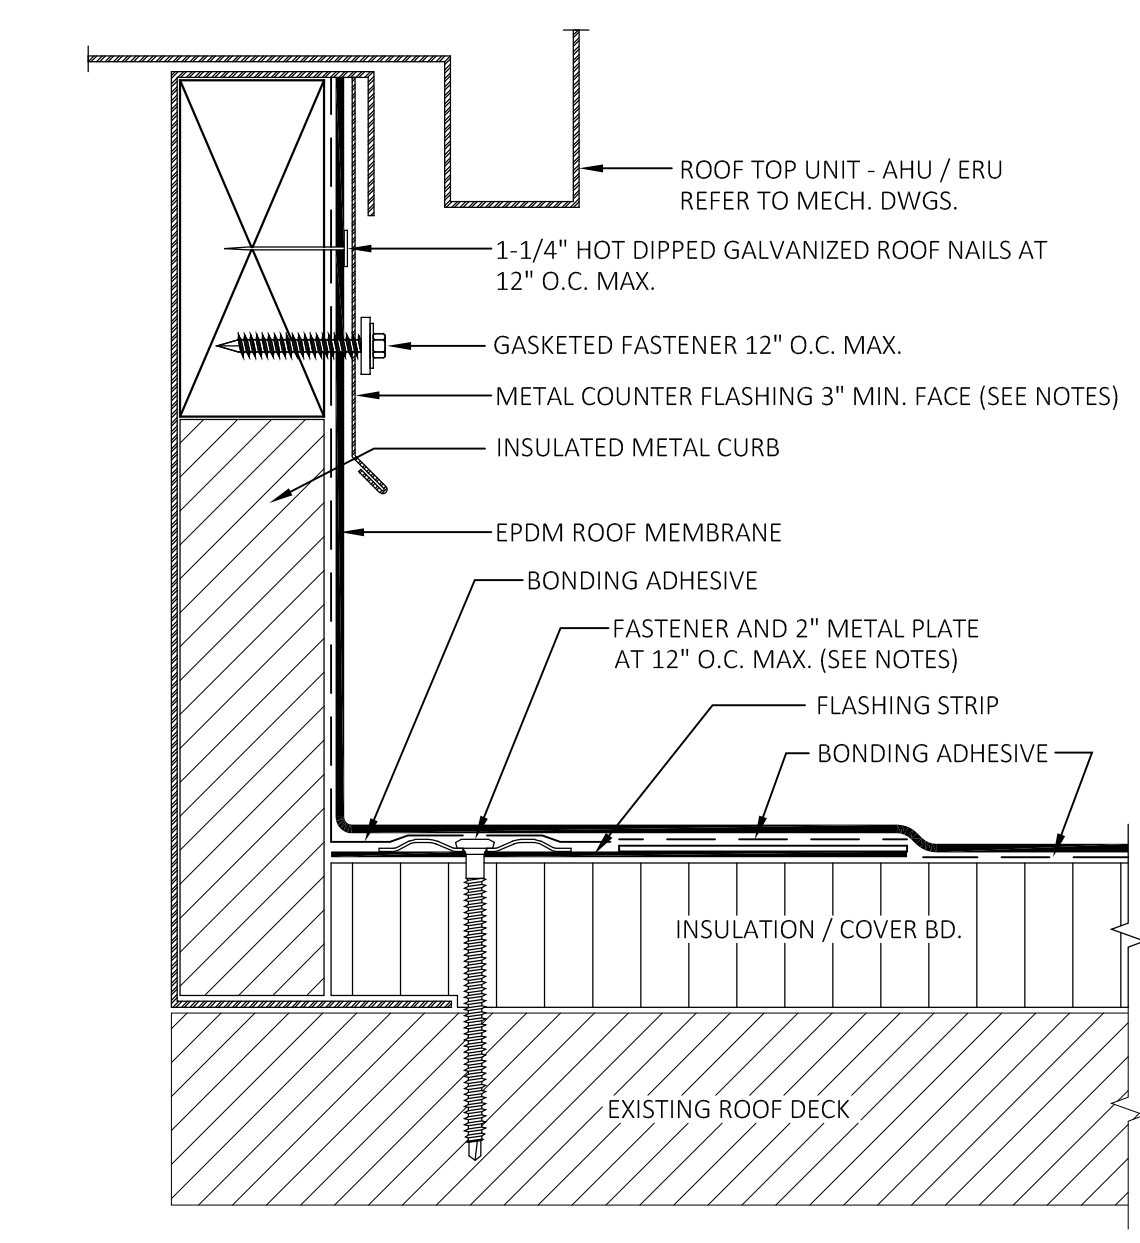 ROOF TOP UNIT - AHU / ERU
REFER TO MECH. DWGS.
1-1/4" HOT DIPPED GALVANIZED ROOF NAILS AT
12" O.C. MAX.
GASKETED FASTENER 12" O.C. MAX.
METAL COUNTER FLASHING 3" MIN. FACE (SEE NOTES)
INSULATED METAL CURB
EPDM ROOF MEMBRANE
BONDING ADHESIVE
FASTENER AND 2" METAL PLATE
AT 12" O.C. MAX. (SEE NOTES)
FLASHING STRIP
BONDING ADHESIVE
INSULATION / COVER BD.
EXISTING ROOF DECK